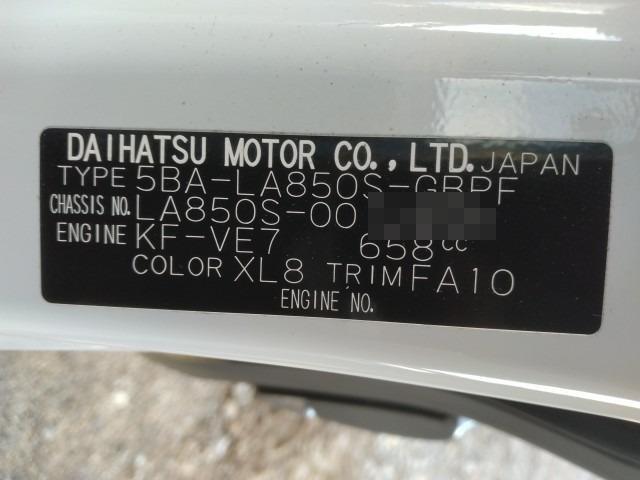 DAIHATSU MOTOR CO., LTD. JAPAN
TYPE 5BA-LA850S-GBPF
CHASSIS NO. LA850S-00
ENGINE KF-VE7 658cc
COLOR XL8 TRIM FA10
ENGINE NO.